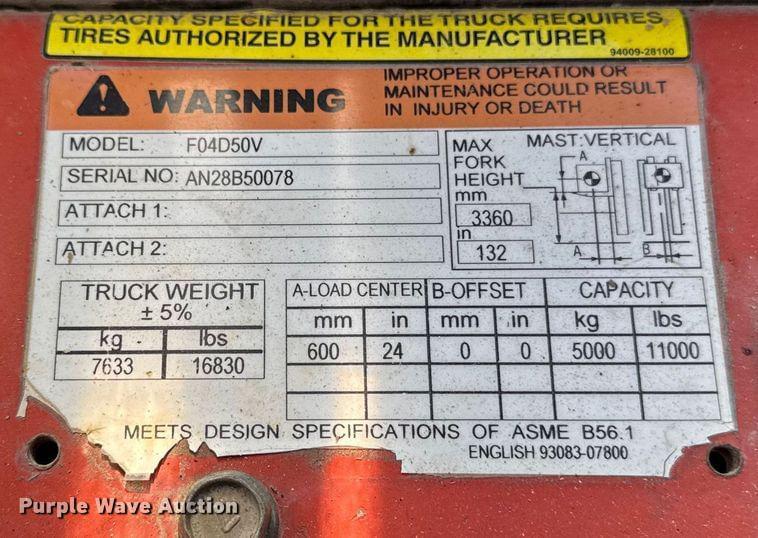 CAPACITY SPECIFIED FOR THE TRUCK REQUIRES
TIRES AUTHORIZED BY THE MANUFACTURER
94009-28100
WARNING
IMPROPER OPERATION OR
MAINTENANCE COULD RESULT
IN INJURY OR DEATH
MODEL: F04D50V
SERIAL NO: AN28B50078
ATTACH 1:
ATTACH 2:
MAX
FORK
HEIGHT
mm
3360
in
132
MAST:VERTICAL
A
A
B
TRUCK WEIGHT
± 5%
kg lbs
7633 16830
A-LOAD CENTER B-OFFSET CAPACITY
mm in mm in kg lbs
600 24 0 0 5000 11000
MEETS DESIGN SPECIFICATIONS OF ASME B56.1
ENGLISH 93083-07800
Purple Wave Auction